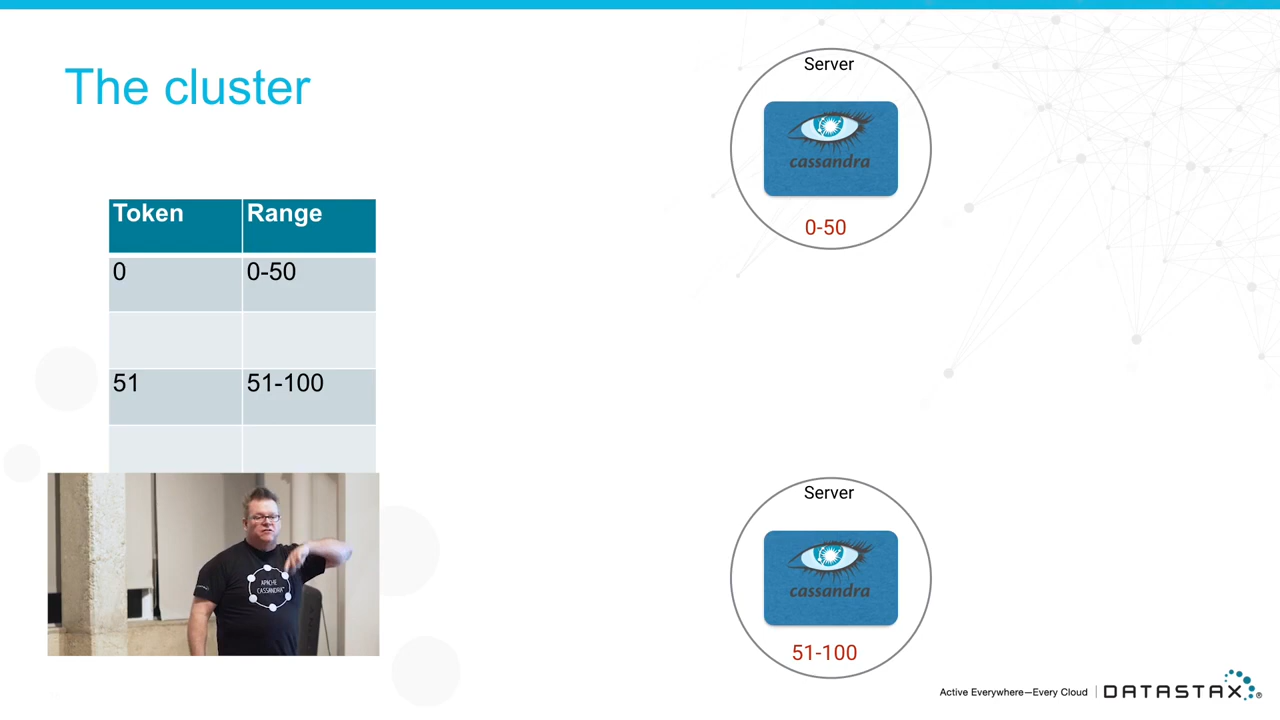 The cluster
Token Range
0 0-50
51 51-100
Server
cassandra
0-50
Server
cassandra
51-100
APACHE
CASSANDRA™
Active Everywhere—Every Cloud | DATASTAX®